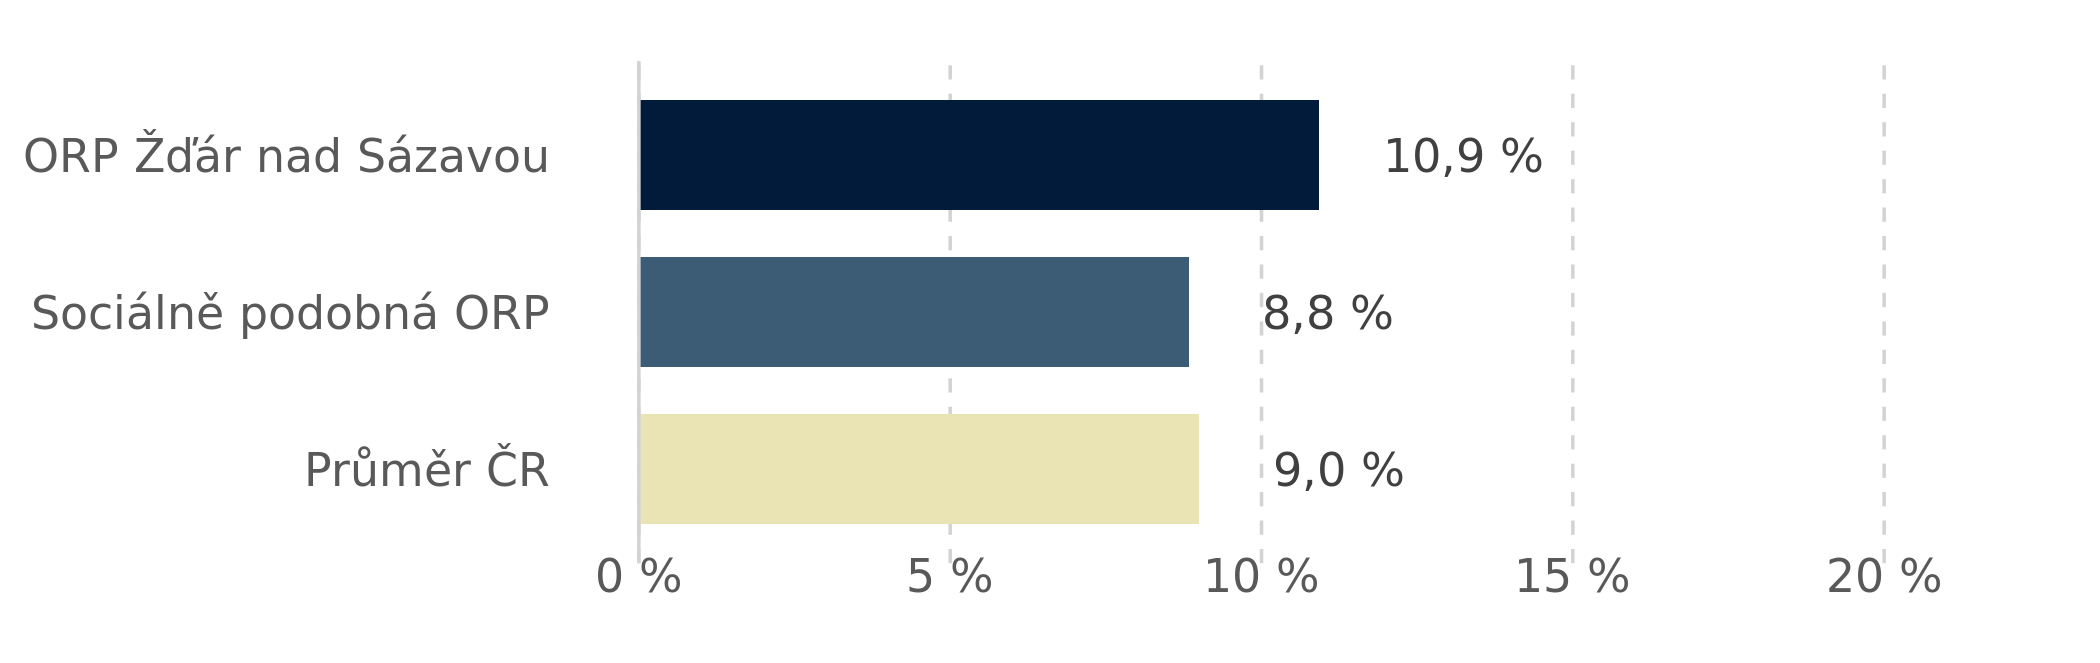 ORP Žďár nad Sázavou 10,9 %
Sociálně podobná ORP 8,8 %
Průměr ČR 9,0 %
0 % 5 % 10 % 15 % 20 %